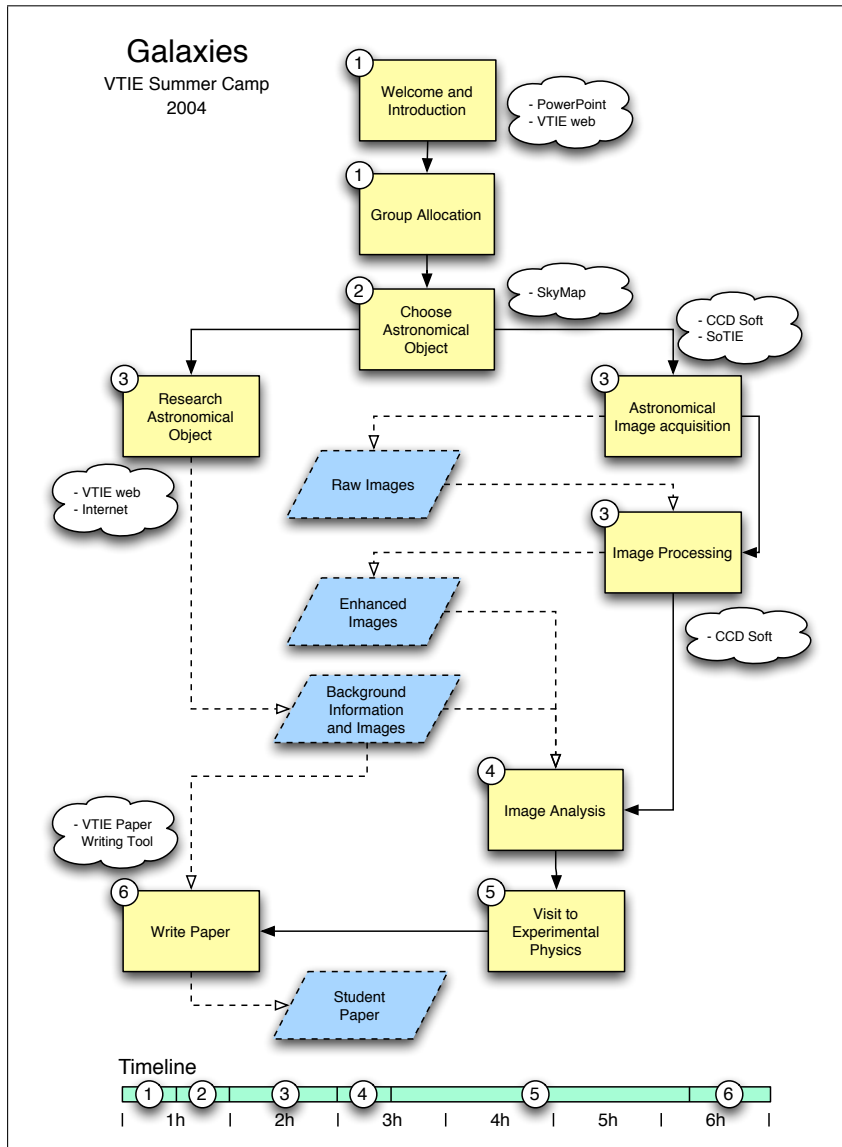 Galaxies
VTIE Summer Camp
2004
1
Welcome and
Introduction
- PowerPoint
- VTIE web
1
Group Allocation
2
Choose
Astronomical
Object
- SkyMap
- CCD Soft
- SoTIE
3
Research
Astronomical
Object
3
Astronomical
Image acquisition
- VTIE web
- Internet
Raw Images
3
Image Processing
Enhanced
Images
- CCD Soft
Background
Information
and Images
4
Image Analysis
- VTIE Paper
Writing Tool
6
Write Paper
5
Visit to
Experimental
Physics
Student
Paper
Timeline
1 2 3 4 5 6
| 1h | 2h | 3h | 4h | 5h | 6h |